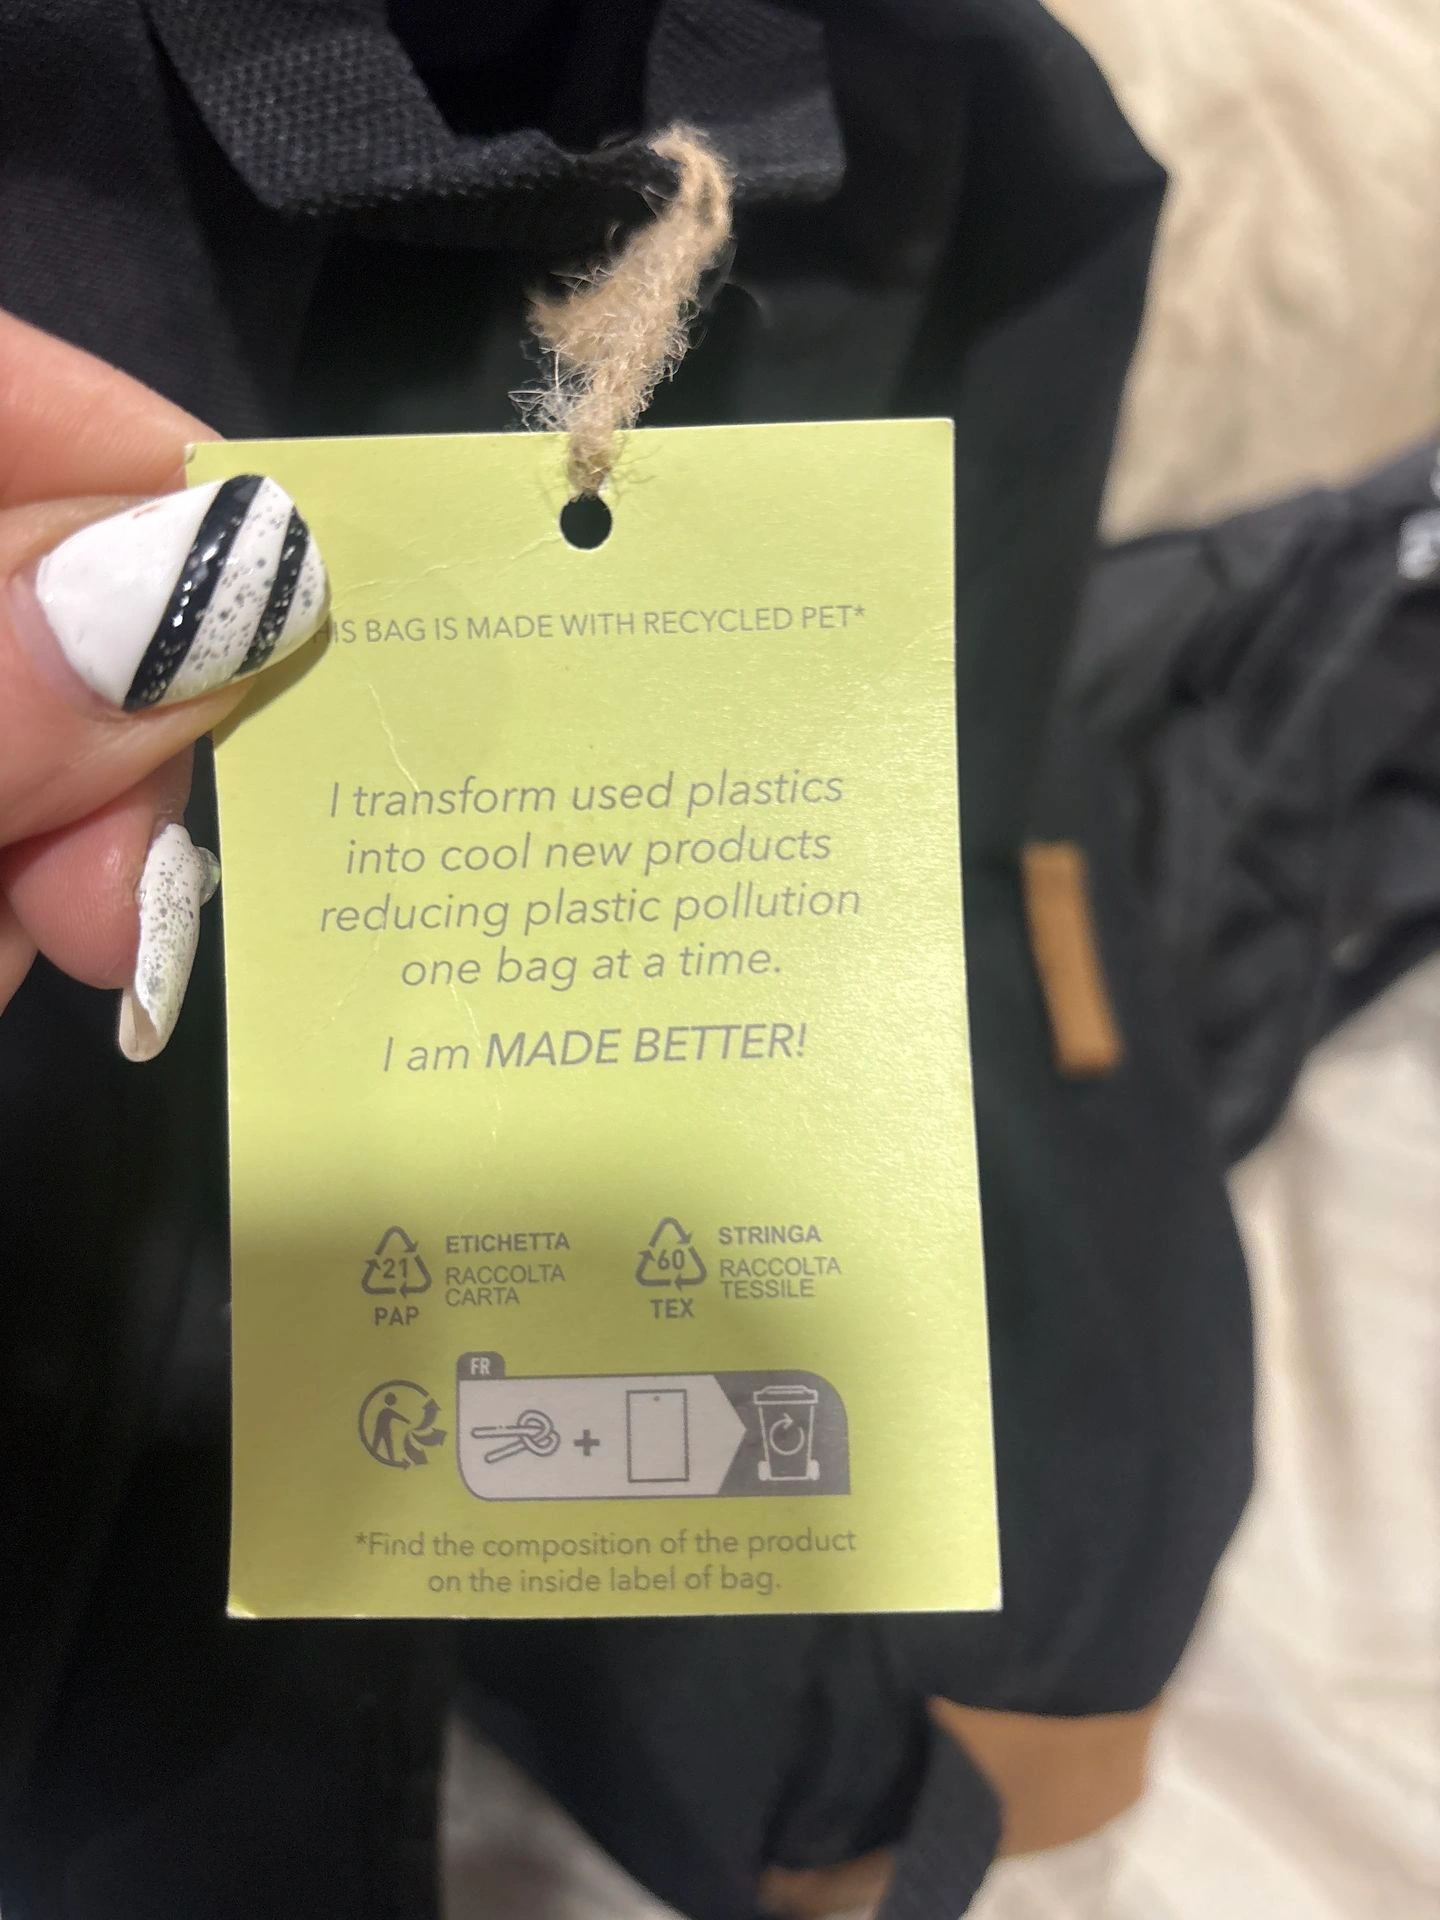 IS BAG IS MADE WITH RECYCLED PET*
I transform used plastics
into cool new products
reducing plastic pollution
one bag at a time.
I am MADE BETTER!
21
PAP
ETICHETTA
RACCOLTA
CARTA
60
TEX
STRINGA
RACCOLTA
TESSILE
FR
+
*Find the composition of the product
on the inside label of bag.